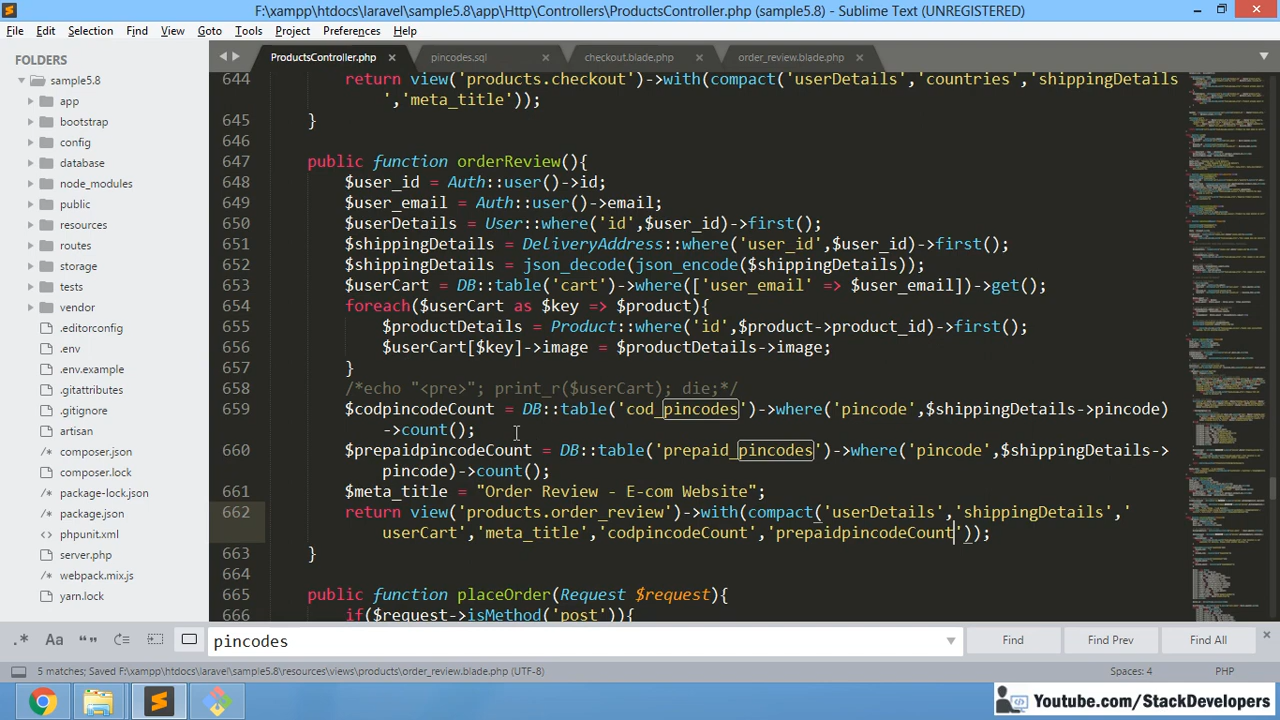 F:\xampp\htdocs\laravel\sample5.8\app\Http\Controllers\ProductsController.php (sample5.8) - Sublime Text (UNREGISTERED)
File Edit Selection Find View Goto Tools Project Preferences Help
FOLDERS
sample5.8
app
bootstrap
config
database
node_modules
public
resources
routes
storage
tests
vendor
.editorconfig
.env
.env.example
.gitattributes
.gitignore
artisan
composer.json
composer.lock
package-lock.json
package.json
phpunit.xml
server.php
webpack.mix.js
yarn.lock
ProductsController.php × pincodes.sql × checkout.blade.php × order_review.blade.php ×
644 return view('products.checkout')->with(compact('userDetails','countries','shippingDetails
','meta_title'));
645 }
646
647 public function orderReview(){
648 $user_id = Auth::user()->id;
649 $user_email = Auth::user()->email;
650 $userDetails = User::where('id',$user_id)->first();
651 $shippingDetails = DeliveryAddress::where('user_id',$user_id)->first();
652 $shippingDetails = json_decode(json_encode($shippingDetails));
653 $userCart = DB::table('cart')->where(['user_email' => $user_email])->get();
654 foreach($userCart as $key => $product){
655 $productDetails = Product::where('id',$product->product_id)->first();
656 $userCart[$key]->image = $productDetails->image;
657 }
658 /*echo "<pre>"; print_r($userCart); die;*/
659 $codpincodeCount = DB::table('cod_pincodes')->where('pincode',$shippingDetails->pincode)
->count();
660 $prepaidpincodeCount = DB::table('prepaid_pincodes')->where('pincode',$shippingDetails->
pincode)->count();
661 $meta_title = "Order Review - E-com Website";
662 return view('products.order_review')->with(compact('userDetails','shippingDetails','
userCart','meta_title','codpincodeCount','prepaidpincodeCount'));
663 }
664
665 public function placeOrder(Request $request){
666 if($request->isMethod('post')){
.* Aa “” pincodes Find Find Prev Find All ×
5 matches; Saved F:\xampp\htdocs\laravel\sample5.8\resources\views\products\order_review.blade.php (UTF-8) Spaces: 4 PHP
Youtube.com/StackDevelopers